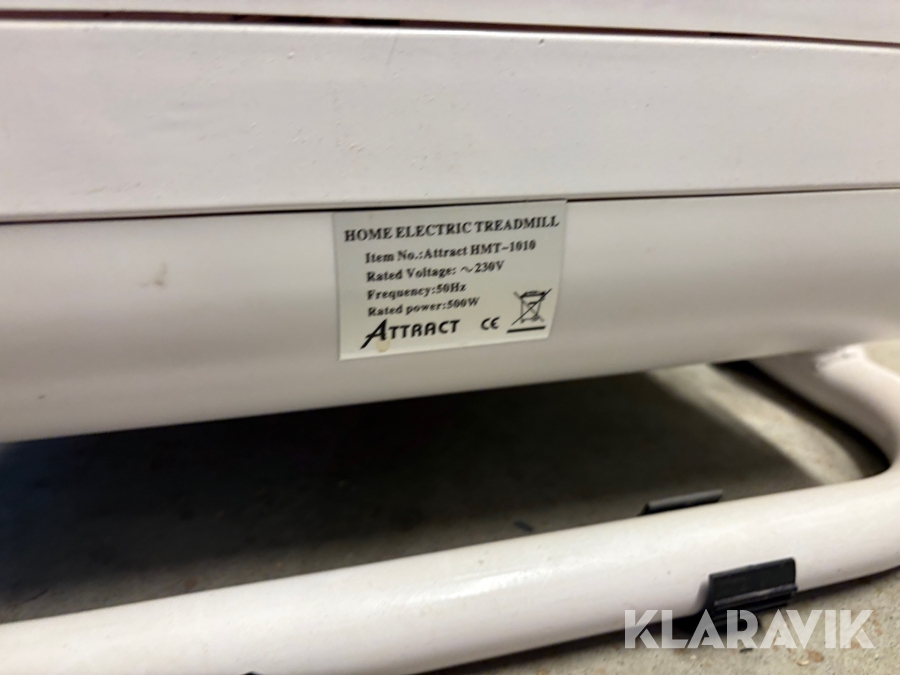 HOME ELECTRIC TREADMILL
Item No.:Attract HMT-1010
Rated Voltage: ~230V
Frequency:50Hz
Rated power:500W
ATTRACT CE
KLARAVIK